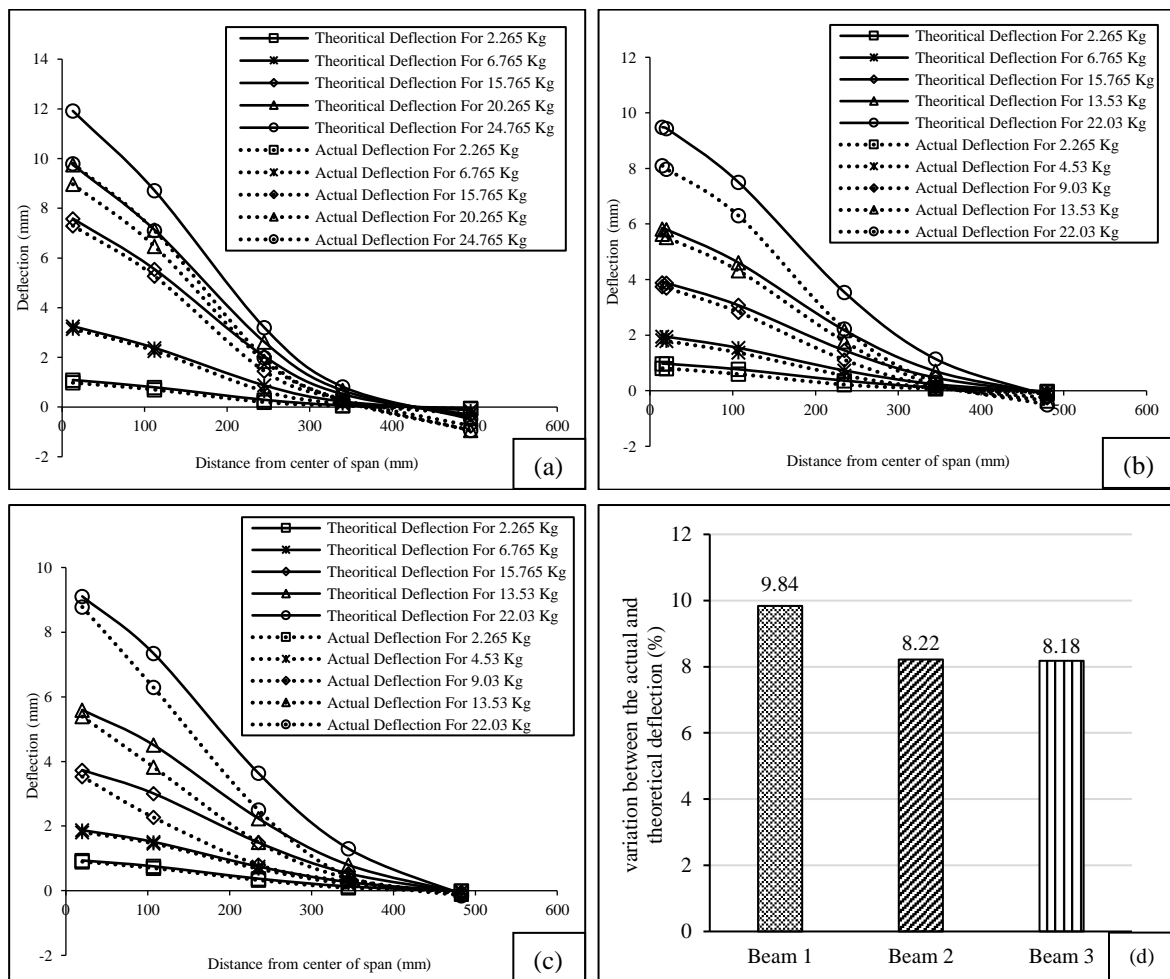 (a)
Theoritical Deflection For 2.265 Kg
Theoritical Deflection For 6.765 Kg
Theoritical Deflection For 15.765 Kg
Theoritical Deflection For 20.265 Kg
Theoritical Deflection For 24.765 Kg
Actual Deflection For 2.265 Kg
Actual Deflection For 6.765 Kg
Actual Deflection For 15.765 Kg
Actual Deflection For 20.265 Kg
Actual Deflection For 24.765 Kg
14
12
10
8
6
4
2
0
-2
Deflection (mm)
0 100 200 300 400 500 600
Distance from center of span (mm)
(b)
Theoritical Deflection For 2.265 Kg
Theoritical Deflection For 6.765 Kg
Theoritical Deflection For 15.765 Kg
Theoritical Deflection For 13.53 Kg
Theoritical Deflection For 22.03 Kg
Actual Deflection For 2.265 Kg
Actual Deflection For 4.53 Kg
Actual Deflection For 9.03 Kg
Actual Deflection For 13.53 Kg
Actual Deflection For 22.03 Kg
12
10
8
6
4
2
0
-2
Deflection (mm)
0 100 200 300 400 500 600
Distance from center of span (mm)
(c)
Theoritical Deflection For 2.265 Kg
Theoritical Deflection For 6.765 Kg
Theoritical Deflection For 15.765 Kg
Theoritical Deflection For 13.53 Kg
Theoritical Deflection For 22.03 Kg
Actual Deflection For 2.265 Kg
Actual Deflection For 4.53 Kg
Actual Deflection For 9.03 Kg
Actual Deflection For 13.53 Kg
Actual Deflection For 22.03 Kg
10
8
6
4
2
0
-2
Deflection (mm)
0 100 200 300 400 500 600
Distance from center of span (mm)
(d)
variation between the actual and
theoretical deflection (%)
12
10
8
6
4
2
0
9.84
8.22
8.18
Beam 1 Beam 2 Beam 3